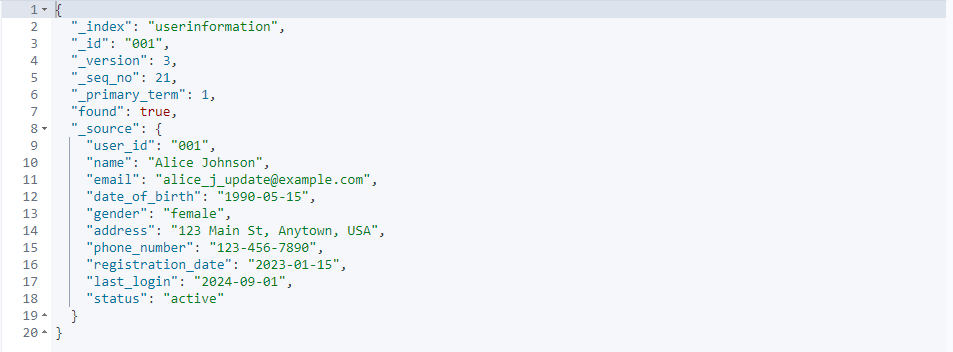 1 {
2 "_index": "userinformation",
3 "_id": "001",
4 "_version": 3,
5 "_seq_no": 21,
6 "_primary_term": 1,
7 "found": true,
8 "_source": {
9 "user_id": "001",
10 "name": "Alice Johnson",
11 "email": "alice_j_update@example.com",
12 "date_of_birth": "1990-05-15",
13 "gender": "female",
14 "address": "123 Main St, Anytown, USA",
15 "phone_number": "123-456-7890",
16 "registration_date": "2023-01-15",
17 "last_login": "2024-09-01",
18 "status": "active"
19 }
20 }